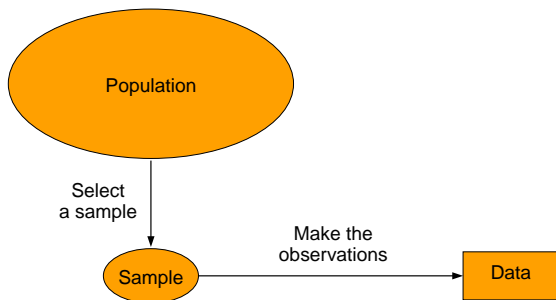 Population
Select
a sample
Sample
Make the
observations
Data